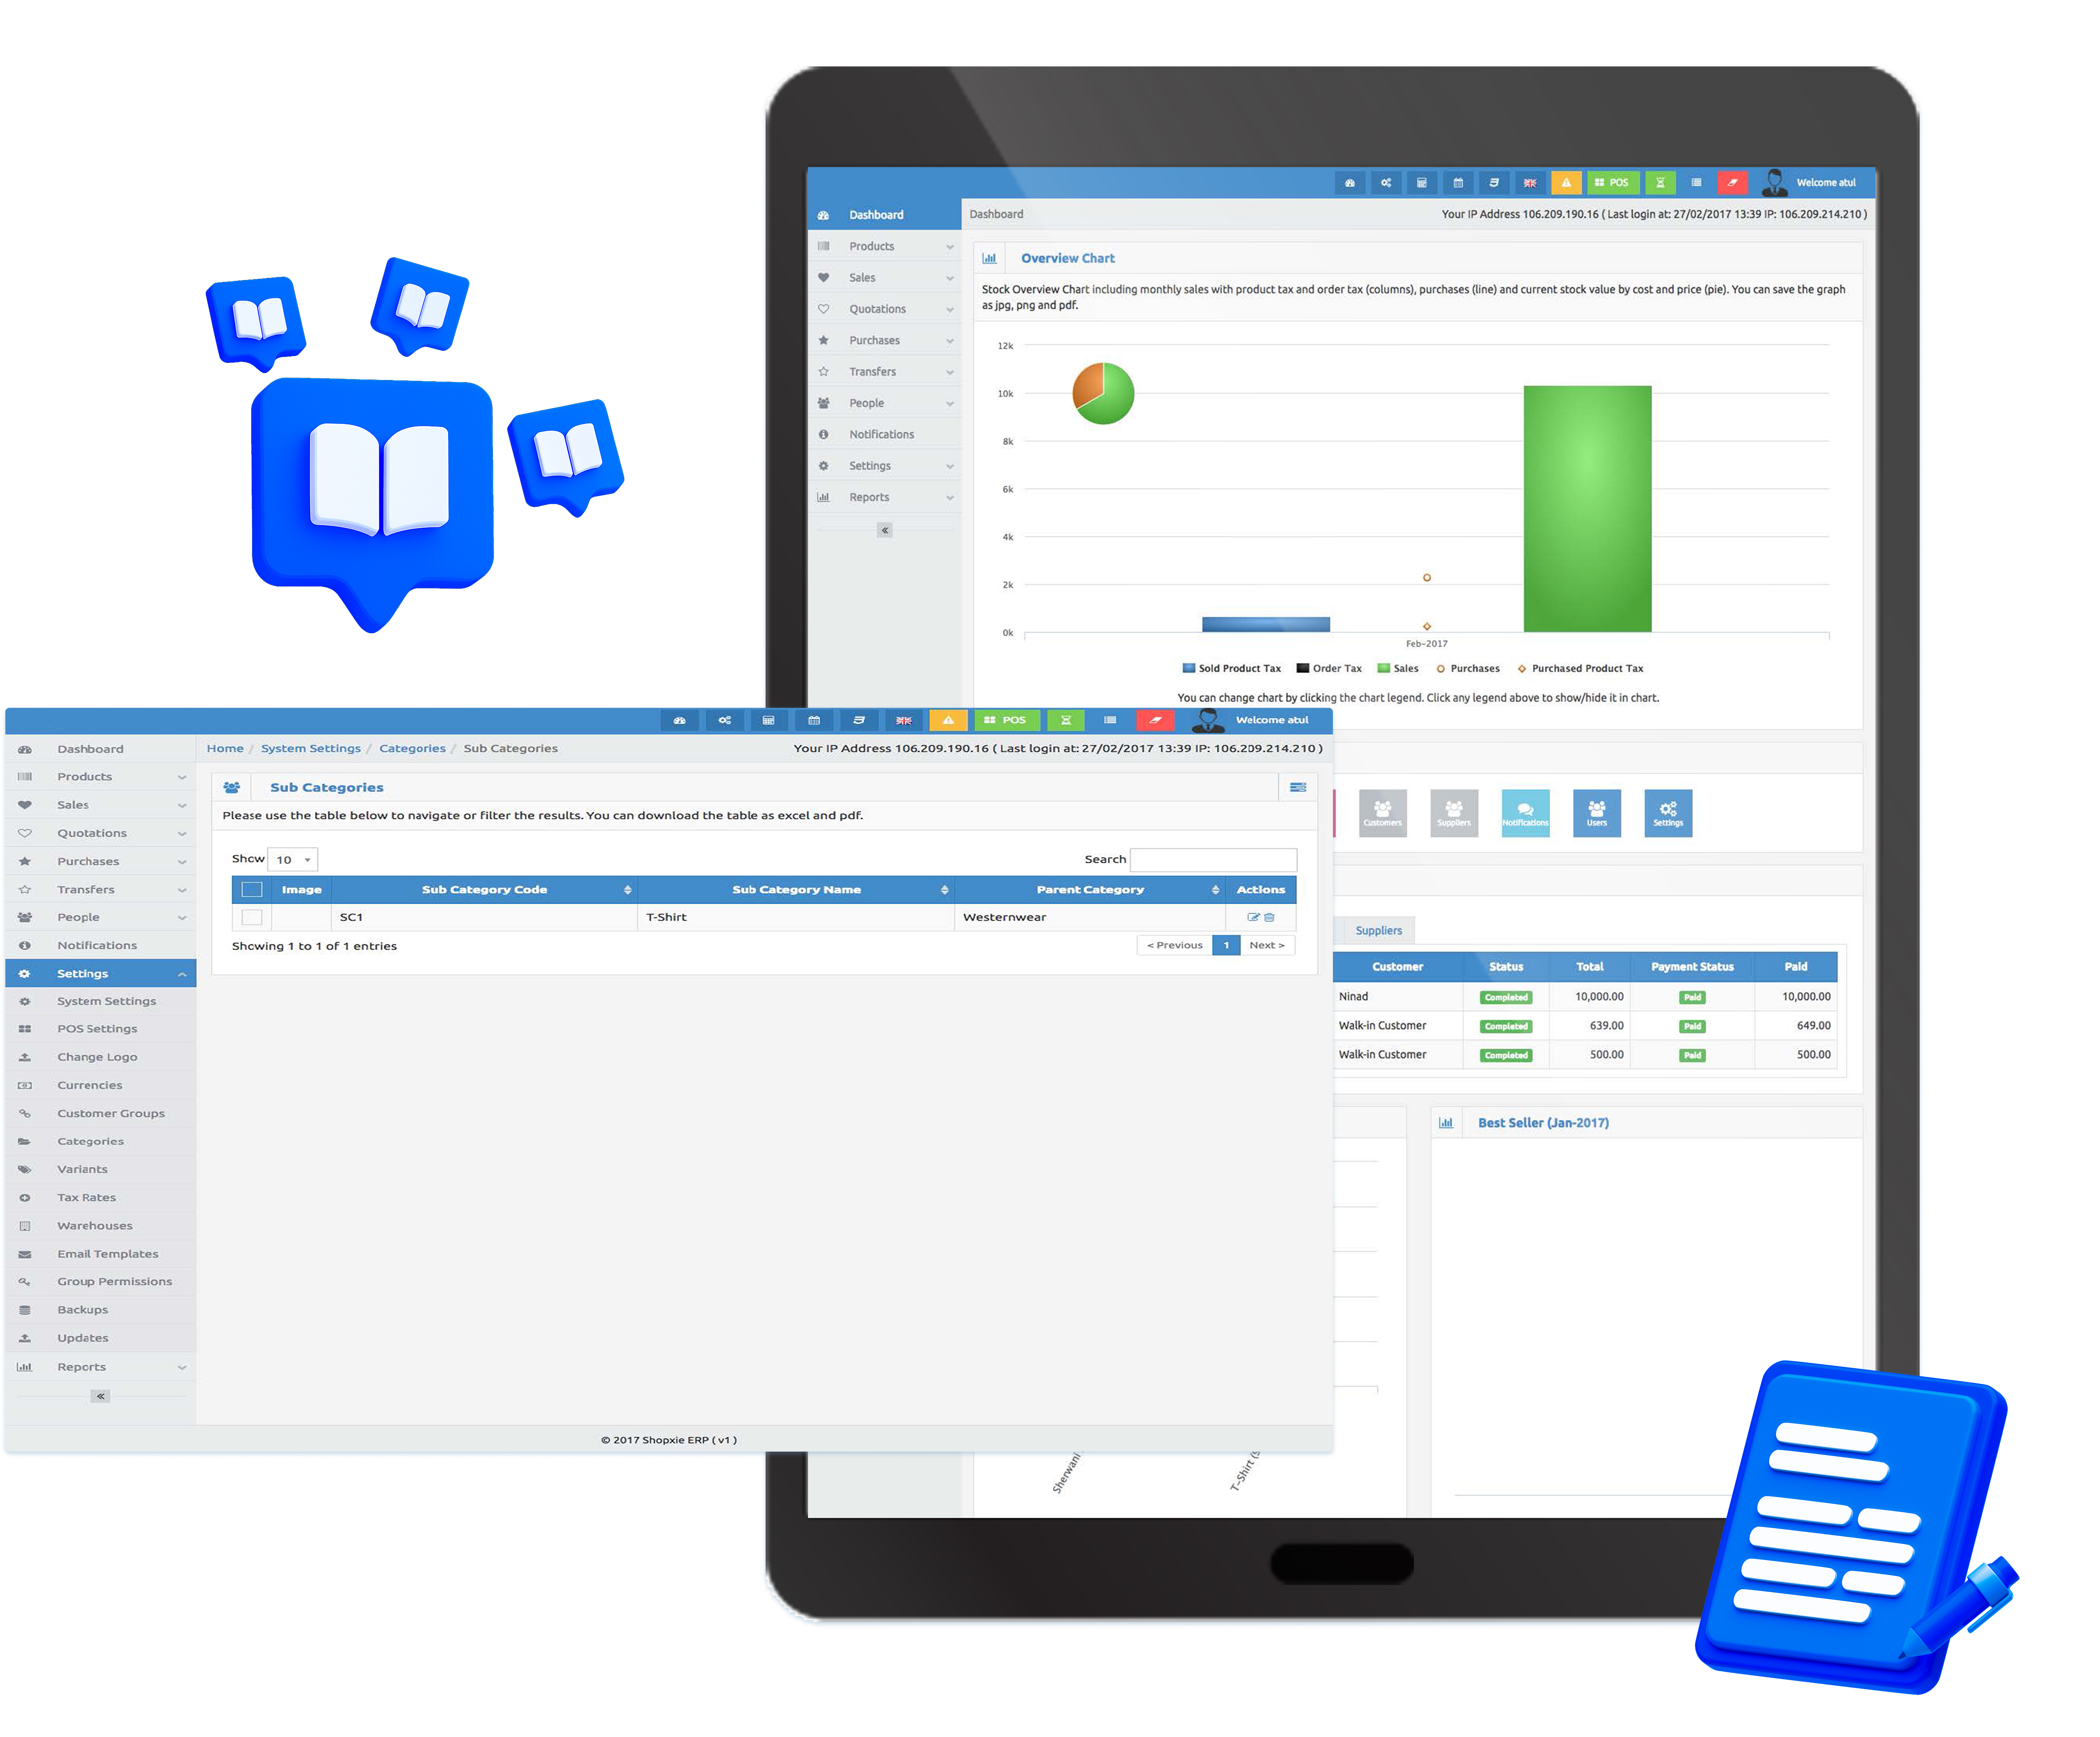 POS
Welcome atul
Dashboard
Dashboard
Your IP Address 106.209.190.16 ( Last login at: 27/02/2017 13:39 IP: 106.209.214.210 )
Products
Sales
Quotations
Purchases
Transfers
People
Notifications
Settings
Reports
«
Overview Chart
Stock Overview Chart including monthly sales with product tax and order tax (columns), purchases (line) and current stock value by cost and price (pie). You can save the graph
as jpg, png and pdf.
12k
10k
8k
6k
4k
2k
0k
Feb-2017
Sold Product Tax
Order Tax
Sales
Purchases
Purchased Product Tax
You can change chart by clicking the chart legend. Click any legend above to show/hide it in chart.
POS
Welcome atul
Dashboard
Products
Sales
Quotations
Purchases
Transfers
People
Notifications
Settings
System Settings
POS Settings
Change Logo
Currencies
Customer Groups
Categories
Variants
Tax Rates
Warehouses
Email Templates
Group Permissions
Backups
Updates
Reports
«
Home / System Settings / Categories / Sub Categories
Your IP Address 106.209.190.16 ( Last login at: 27/02/2017 13:39 IP: 106.209.214.210 )
Sub Categories
Please use the table below to navigate or filter the results. You can download the table as excel and pdf.
Show 10
Search
Image Sub Category Code Sub Category Name Parent Category Actions
SC1 T-Shirt Westernwear
Showing 1 to 1 of 1 entries
< Previous 1 Next >
© 2017 Shopxie ERP ( v1 )
Customers
Suppliers
Notifications
Users
Settings
Suppliers
Customer Status Total Payment Status Paid
Ninad Completed 10,000.00 Paid 10,000.00
Walk-in Customer Completed 639.00 Paid 649.00
Walk-in Customer Completed 500.00 Paid 500.00
Best Seller (Jan-2017)
Sherwani
T-Shirt (S